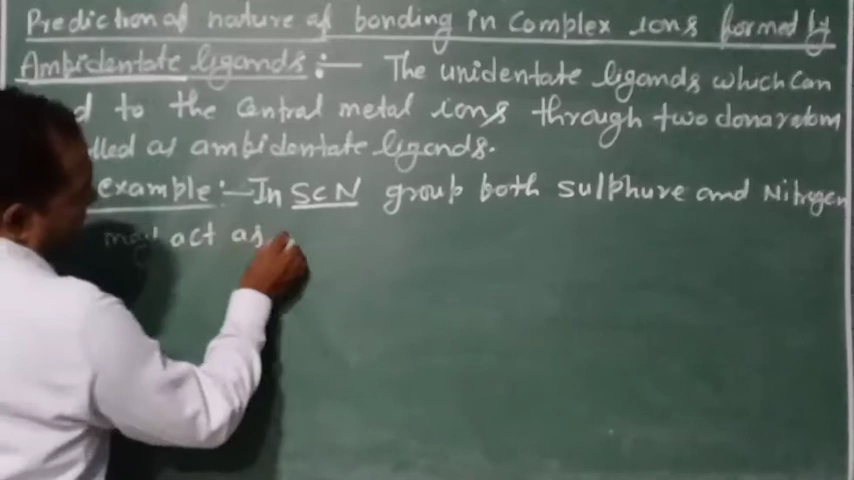 Prediction of nature of bonding in Complex ions formed by
Ambidentate ligands :— The unidentate ligands which can
to the Central metal ions through two donar atom
as ambidentate ligands.
example :— In SCN group both sulphure and Nitrogen
may act as